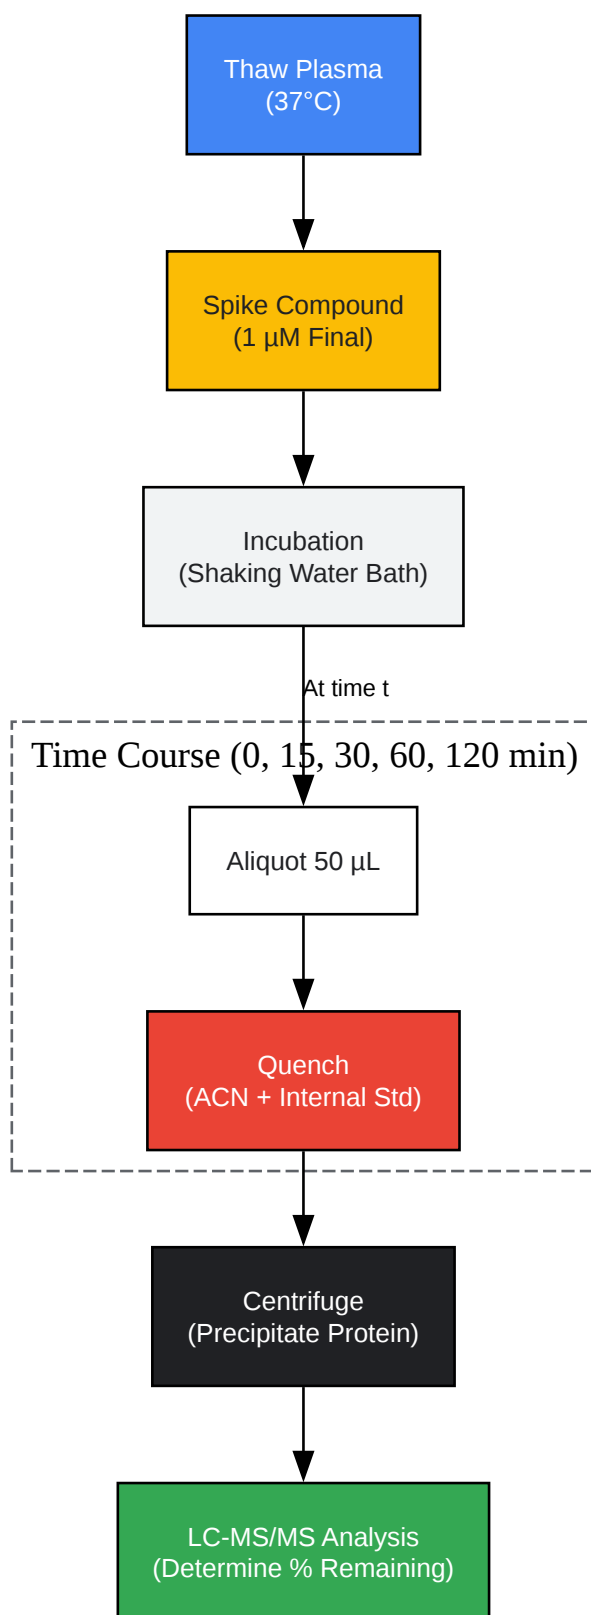 Thaw Plasma
(37°C)
Spike Compound
(1 µM Final)
Incubation
(Shaking Water Bath)
At time t
Time Course (0, 15, 30, 60, 120 min)
Aliquot 50 µL
Quench
(ACN + Internal Std)
Centrifuge
(Precipitate Protein)
LC-MS/MS Analysis
(Determine % Remaining)